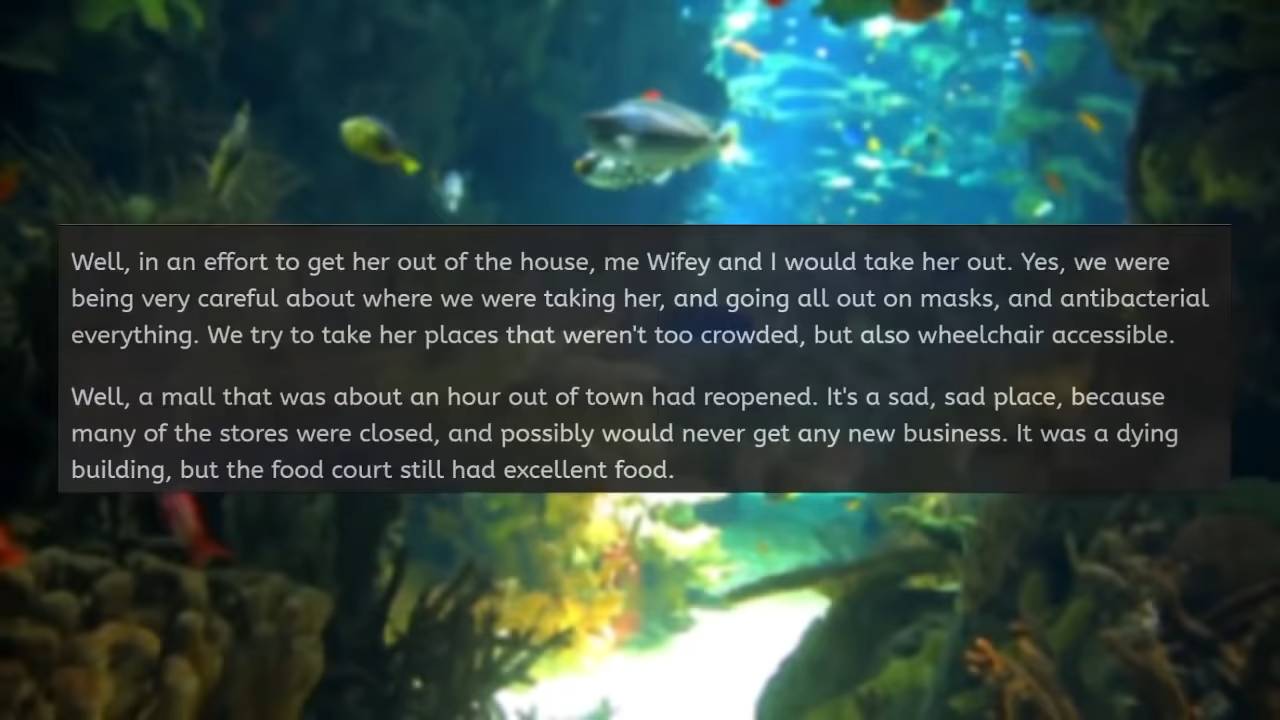 Well, in an effort to get her out of the house, me Wifey and I would take her out. Yes, we were
being very careful about where we were taking her, and going all out on masks, and antibacterial
everything. We try to take her places that weren't too crowded, but also wheelchair accessible.
Well, a mall that was about an hour out of town had reopened. It's a sad, sad place, because
many of the stores were closed, and possibly would never get any new business. It was a dying
building, but the food court still had excellent food.